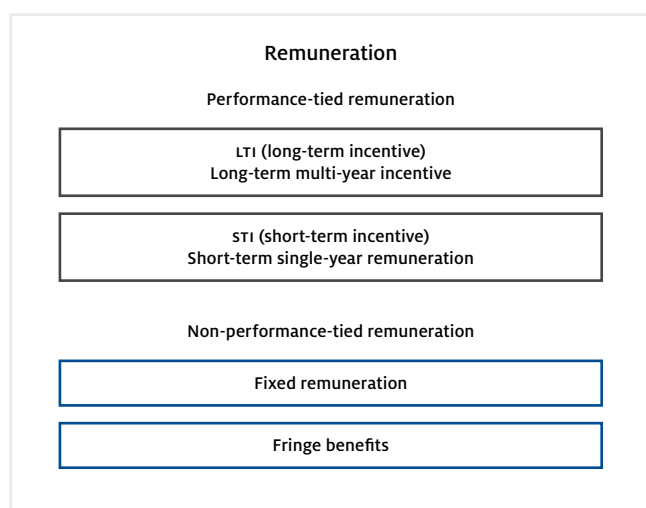 Remuneration
Performance-tied remuneration
LTI (long-term incentive)
Long-term multi-year incentive
STI (short-term incentive)
Short-term single-year remuneration
Non-performance-tied remuneration
Fixed remuneration
Fringe benefits